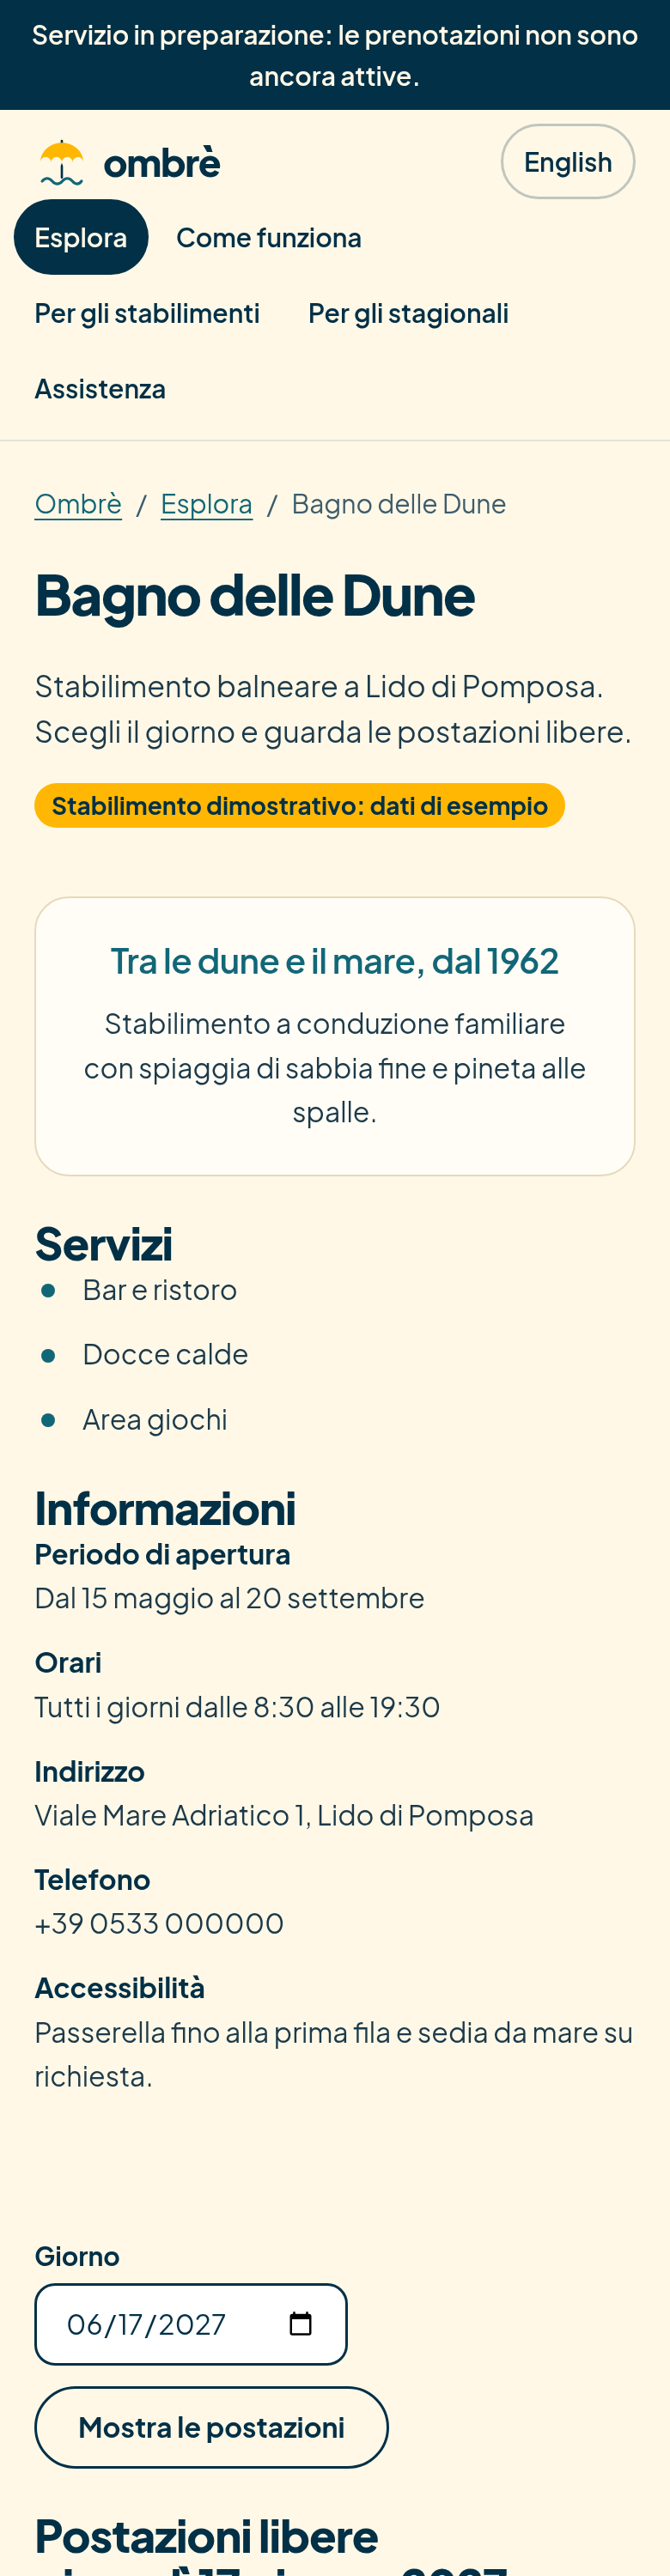 Servizio in preparazione: le prenotazioni non sono
ancora attive.
ombrè
English
Esplora
Come funziona
Per gli stabilimenti
Per gli stagionali
Assistenza
Ombrè / Esplora / Bagno delle Dune
Bagno delle Dune
Stabilimento balneare a Lido di Pomposa.
Scegli il giorno e guarda le postazioni libere.
Stabilimento dimostrativo: dati di esempio
Tra le dune e il mare, dal 1962
Stabilimento a conduzione familiare
con spiaggia di sabbia fine e pineta alle
spalle.
Servizi
Bar e ristoro
Docce calde
Area giochi
Informazioni
Periodo di apertura
Dal 15 maggio al 20 settembre
Orari
Tutti i giorni dalle 8:30 alle 19:30
Indirizzo
Viale Mare Adriatico 1, Lido di Pomposa
Telefono
+39 0533 000000
Accessibilità
Passerella fino alla prima fila e sedia da mare su
richiesta.
Giorno
06/17/2027
Mostra le postazioni
Postazioni libere